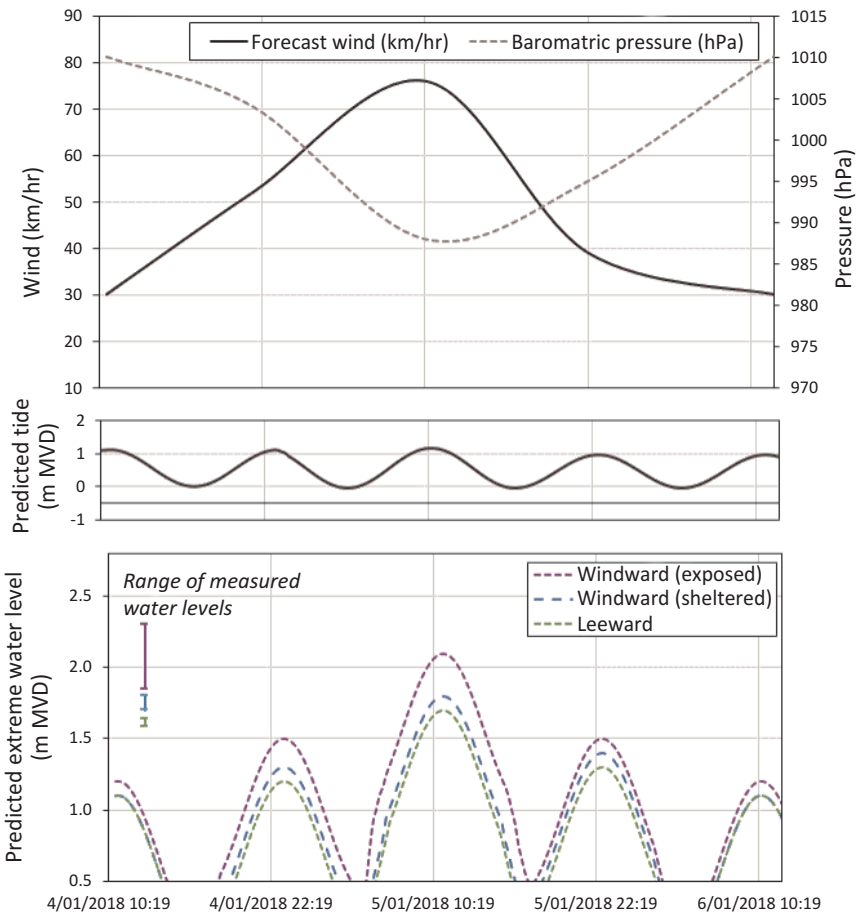 90
80
70
60
50
40
30
20
10
Wind (km/hr)
Forecast wind (km/hr)
Baromatric pressure (hPa)
1015
1010
1005
1000
995
990
985
980
975
970
Pressure (hPa)
Predicted tide
(m MVD)
2
1
0
-1
Predicted extreme water level
(m MVD)
2.5
2.0
1.5
1.0
0.5
Range of measured
water levels
Windward (exposed)
Windward (sheltered)
Leeward
4/01/2018 10:19
4/01/2018 22:19
5/01/2018 10:19
5/01/2018 22:19
6/01/2018 10:19